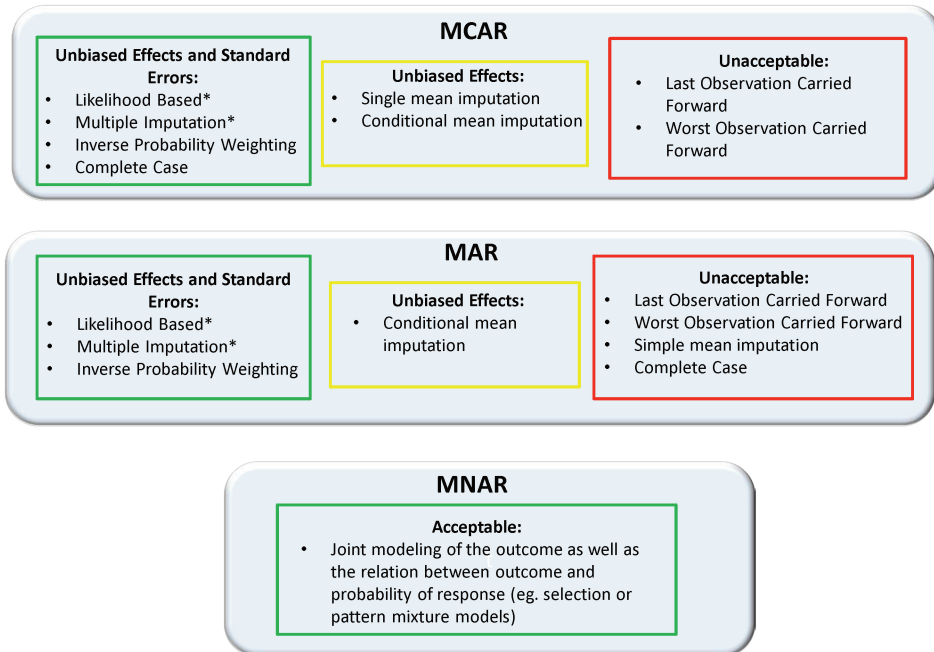 MCAR
Unbiased Effects and Standard
Errors:
• Likelihood Based*
• Multiple Imputation*
• Inverse Probability Weighting
• Complete Case
Unbiased Effects:
• Single mean imputation
• Conditional mean imputation
Unacceptable:
• Last Observation Carried
Forward
• Worst Observation Carried
Forward
MAR
Unbiased Effects and Standard
Errors:
• Likelihood Based*
• Multiple Imputation*
• Inverse Probability Weighting
Unbiased Effects:
• Conditional mean
imputation
Unacceptable:
• Last Observation Carried Forward
• Worst Observation Carried Forward
• Simple mean imputation
• Complete Case
MNAR
Acceptable:
• Joint modeling of the outcome as well as
the relation between outcome and
probability of response (eg. selection or
pattern mixture models)